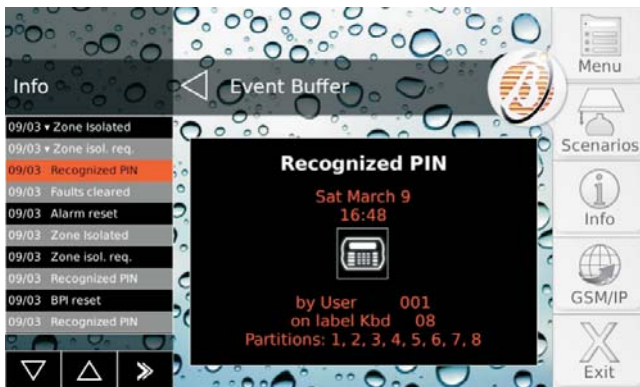 Info
Event Buffer
09/03 ▾ Zone Isolated
09/03 ▾ Zone isol. req.
09/03 Recognized PIN
09/03 Faults cleared
09/03 Alarm reset
09/03 Zone Isolated
09/03 Zone isol. req.
09/03 Recognized PIN
09/03 BPI reset
09/03 Recognized PIN
Recognized PIN
Sat March 9
16:48
by User 001
on label Kbd 08
Partitions: 1, 2, 3, 4, 5, 6, 7, 8
Menu
Scenarios
Info
GSM/IP
Exit